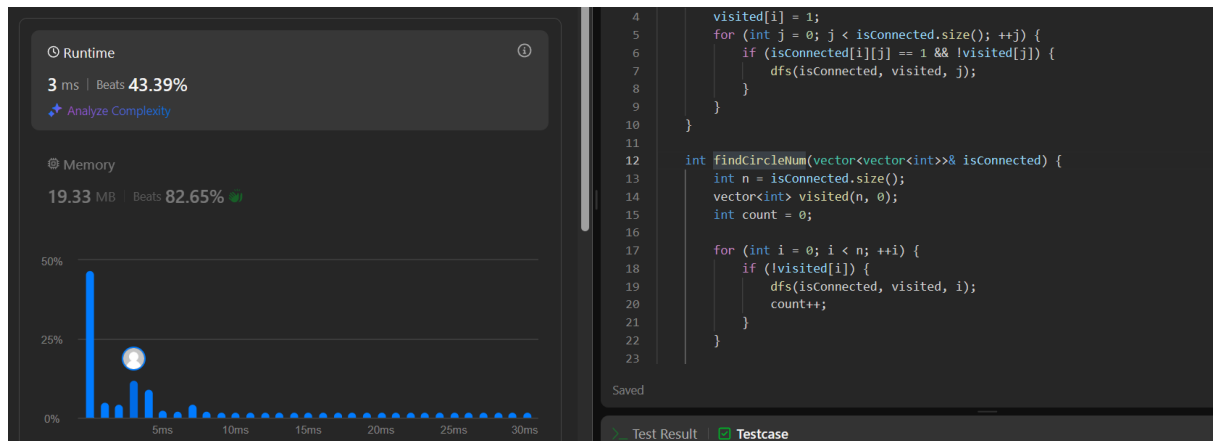 Runtime
3 ms | Beats 43.39%
Analyze Complexity
Memory
19.33 MB | Beats 82.65%
50%
25%
0%
5ms 10ms 15ms 20ms 25ms 30ms
4 visited[i] = 1;
5 for (int j = 0; j < isConnected.size(); ++j) {
6 if (isConnected[i][j] == 1 && !visited[j]) {
7 dfs(isConnected, visited, j);
8 }
9 }
10 }
11
12 int findCircleNum(vector<vector<int>>& isConnected) {
13 int n = isConnected.size();
14 vector<int> visited(n, 0);
15 int count = 0;
16
17 for (int i = 0; i < n; ++i) {
18 if (!visited[i]) {
19 dfs(isConnected, visited, i);
20 count++;
21 }
22 }
23
Saved
Test Result | Testcase